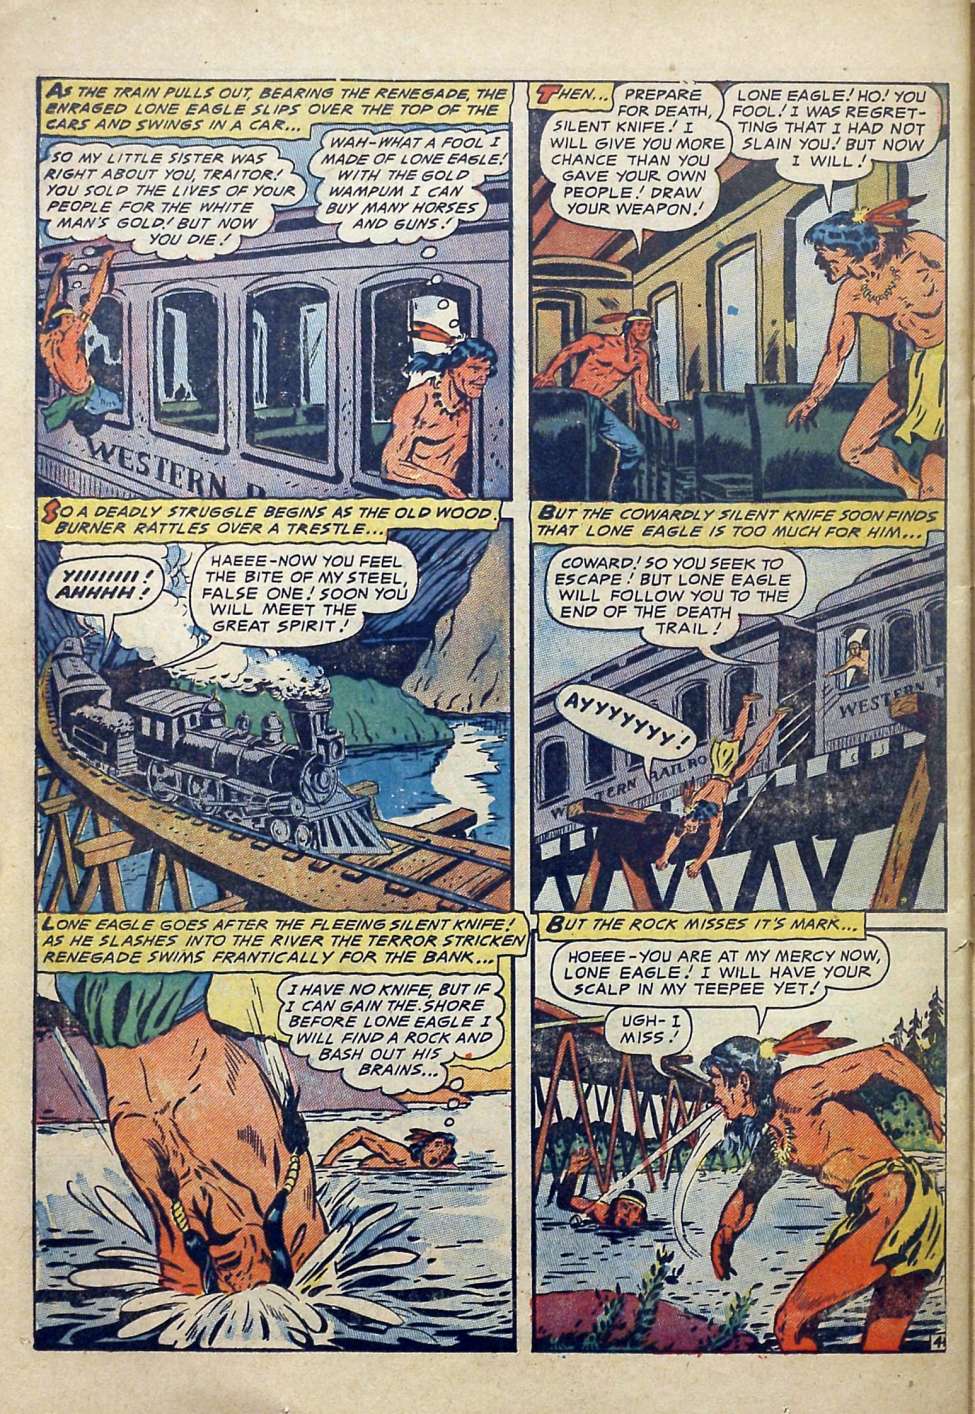 AS THE TRAIN PULLS OUT, BEARING THE RENEGADE, THE
ENRAGED LONE EAGLE SLIPS OVER THE TOP OF THE
CARS AND SWINGS IN A CAR...
SO MY LITTLE SISTER WAS
RIGHT ABOUT YOU, TRAITOR!
YOU SOLD THE LIVES OF YOUR
PEOPLE FOR THE WHITE
MAN'S GOLD! BUT NOW
YOU DIE!
WAH-WHAT A FOOL I
MADE OF LONE EAGLE!
WITH THE GOLD
WAMPUM I CAN
BUY MANY HORSES
AND GUNS!
WESTERN R
THEN...
PREPARE
FOR DEATH,
SILENT KNIFE! I
WILL GIVE YOU MORE
CHANCE THAN YOU
GAVE YOUR OWN
PEOPLE! DRAW
YOUR WEAPON!
LONE EAGLE! HO! YOU
FOOL! I WAS REGRET-
TING THAT I HAD NOT
SLAIN YOU! BUT NOW
I WILL!
SO A DEADLY STRUGGLE BEGINS AS THE OLD WOOD
BURNER RATTLES OVER A TRESTLE...
YIIIIIII!
AHHHH!
HAEEE-NOW YOU FEEL
THE BITE OF MY STEEL,
FALSE ONE! SOON YOU
WILL MEET THE
GREAT SPIRIT!
BUT THE COWARDLY SILENT KNIFE SOON FINDS
THAT LONE EAGLE IS TOO MUCH FOR HIM...
COWARD! SO YOU SEEK TO
ESCAPE! BUT LONE EAGLE
WILL FOLLOW YOU TO THE
END OF THE DEATH
TRAIL!
AYYYYYYY!
WESTERN R
WESTERN RAILRO
LONE EAGLE GOES AFTER THE FLEEING SILENT KNIFE!
AS HE SLASHES INTO THE RIVER THE TERROR STRICKEN
RENEGADE SWIMS FRANTICALLY FOR THE BANK...
I HAVE NO KNIFE, BUT IF
I CAN GAIN THE SHORE
BEFORE LONE EAGLE I
WILL FIND A ROCK AND
BASH OUT HIS
BRAINS...
BUT THE ROCK MISSES IT'S MARK...
HOEEE-YOU ARE AT MY MERCY NOW,
LONE EAGLE! I WILL HAVE YOUR
SCALP IN MY TEEPEE YET!
UGH-I
MISS!
4